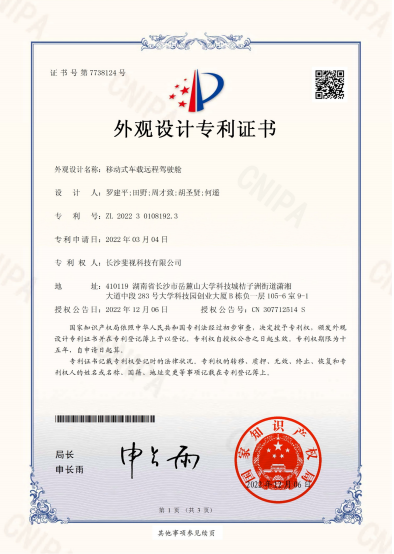 证书号第7738124号
外观设计专利证书
外观设计名称：移动式车载远程驾驶舱
设计人：罗建平;田野;周才致;胡圣贤;何遥
专利号：ZL 2022 3 0108192.3
专利申请日：2022年03月04日
专利权人：长沙斐视科技有限公司
地址：410119 湖南省长沙市岳麓山大学科技城桔子洲街道潇湘
大道中段283号大学科技园创业大厦B栋负一层105-6室9-1
授权公告日：2022年12月06日 授权公告号：CN 307712514 S
国家知识产权局依照中华人民共和国专利法经过初步审查，决定授予专利权，颁发外观
设计专利证书并在专利登记簿上予以登记。专利权自授权公告之日起生效。专利权期限为十
五年，自申请日起算。
专利证书记载专利权登记时的法律状况。专利权的转移、质押、无效、终止、恢复和专
利权人的姓名或名称、国籍、地址变更等事项记载在专利登记簿上。
局长
申长雨
申长雨
国家知识产权局
2022年12月06日
第1页（共3页）
其他事项参见续页
CNIPA
CNIPA
CNIPA
CNIPA